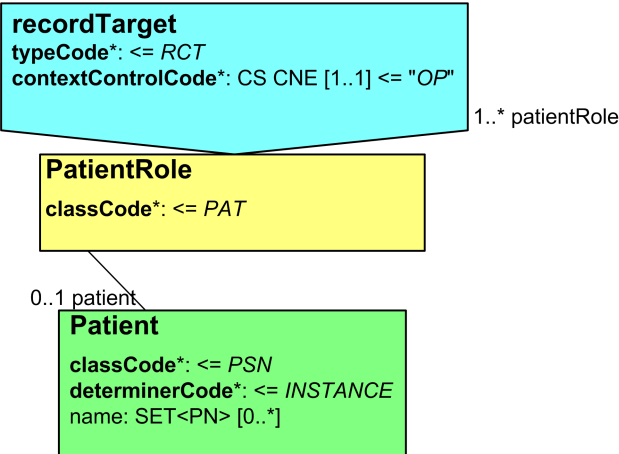 recordTarget
typeCode*: <= RCT
contextControlCode*: CS CNE [1..1] <= "OP"
1..* patientRole
PatientRole
classCode*: <= PAT
0..1 patient
Patient
classCode*: <= PSN
determinerCode*: <= INSTANCE
name: SET<PN> [0..*]